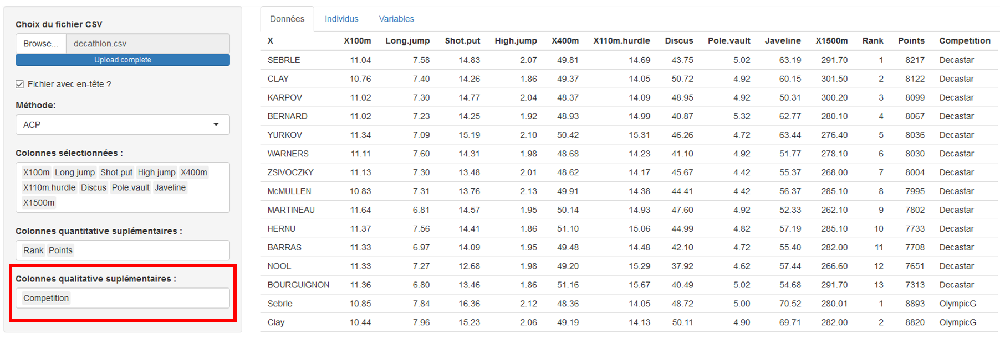 Choix du fichier CSV
Browse... decathlon.csv
Upload complete
Fichier avec en-tête ?
Méthode:
ACP
Colonnes sélectionnées :
X100m Long.jump Shot.put High.jump X400m
X110m.hurdle Discus Pole.vault Javeline
X1500m
Colonnes quantitative suplémentaires :
Rank Points
Colonnes qualitative suplémentaires :
Competition
Données Individus Variables
X X100m Long.jump Shot.put High.jump X400m X110m.hurdle Discus Pole.vault Javeline X1500m Rank Points Competition
SEBRLE 11.04 7.58 14.83 2.07 49.81 14.69 43.75 5.02 63.19 291.70 1 8217 Decastar
CLAY 10.76 7.40 14.26 1.86 49.37 14.05 50.72 4.92 60.15 301.50 2 8122 Decastar
KARPOV 11.02 7.30 14.77 2.04 48.37 14.09 48.95 4.92 50.31 300.20 3 8099 Decastar
BERNARD 11.02 7.23 14.25 1.92 48.93 14.99 40.87 5.32 62.77 280.10 4 8067 Decastar
YURKOV 11.34 7.09 15.19 2.10 50.42 15.31 46.26 4.72 63.44 276.40 5 8036 Decastar
WARNERS 11.11 7.60 14.31 1.98 48.68 14.23 41.10 4.92 51.77 278.10 6 8030 Decastar
ZSIVOCZKY 11.13 7.30 13.48 2.01 48.62 14.17 45.67 4.42 55.37 268.00 7 8004 Decastar
McMULLEN 10.83 7.31 13.76 2.13 49.91 14.38 44.41 4.42 56.37 285.10 8 7995 Decastar
MARTINEAU 11.64 6.81 14.57 1.95 50.14 14.93 47.60 4.92 52.33 262.10 9 7802 Decastar
HERNU 11.37 7.56 14.41 1.86 51.10 15.06 44.99 4.82 57.19 285.10 10 7733 Decastar
BARRAS 11.33 6.97 14.09 1.95 49.48 14.48 42.10 4.72 55.40 282.00 11 7708 Decastar
NOOL 11.33 7.27 12.68 1.98 49.20 15.29 37.92 4.62 57.44 266.60 12 7651 Decastar
BOURGUIGNON 11.36 6.80 13.46 1.86 51.16 15.67 40.49 5.02 54.68 291.70 13 7313 Decastar
Sebrle 10.85 7.84 16.36 2.12 48.36 14.05 48.72 5.00 70.52 280.01 1 8893 OlympicG
Clay 10.44 7.96 15.23 2.06 49.19 14.13 50.11 4.90 69.71 282.00 2 8820 OlympicG